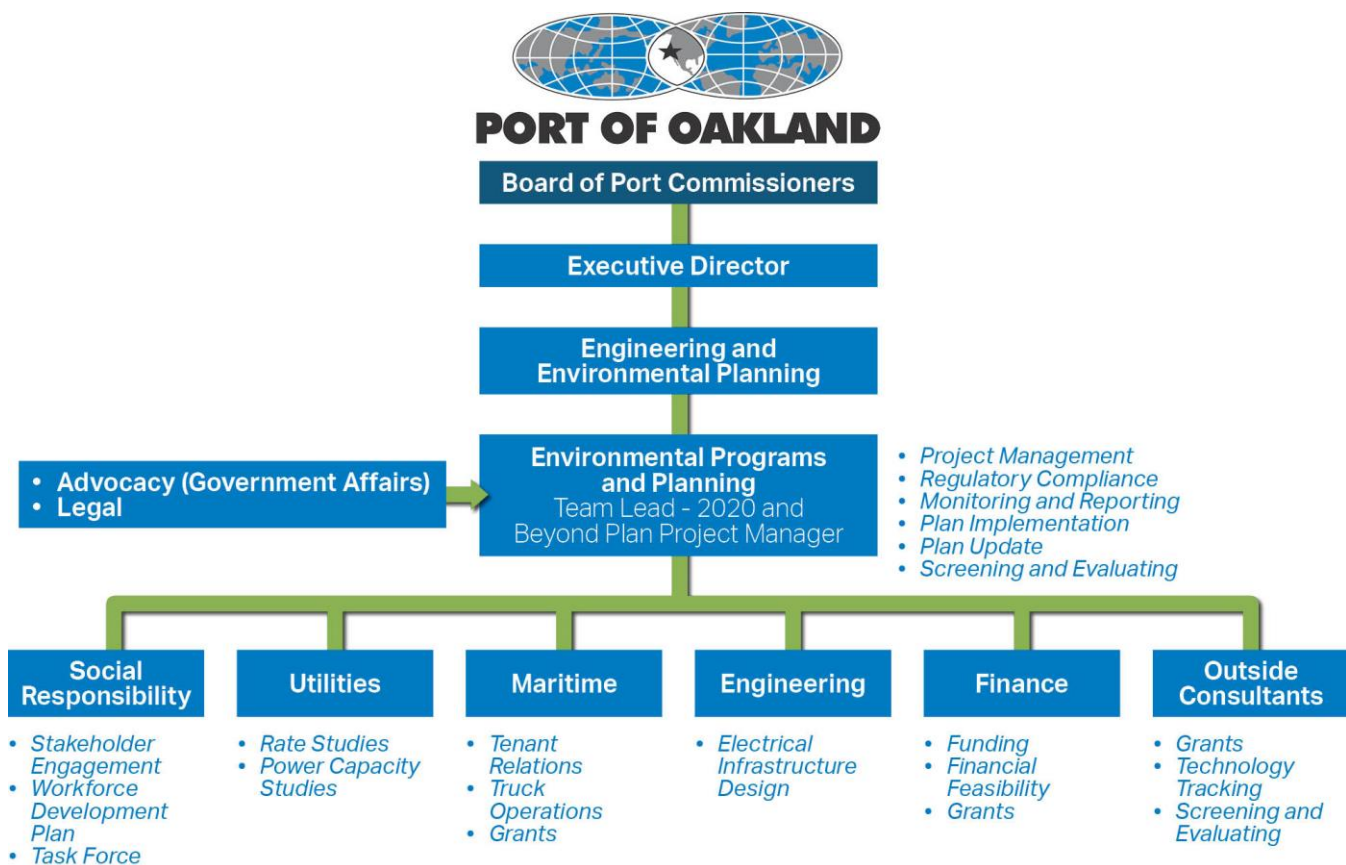 PORT OF OAKLAND
Board of Port Commissioners
Executive Director
Engineering and
Environmental Planning
• Advocacy (Government Affairs)
• Legal
Environmental Programs
and Planning
Team Lead - 2020 and
Beyond Plan Project Manager
• Project Management
• Regulatory Compliance
• Monitoring and Reporting
• Plan Implementation
• Plan Update
• Screening and Evaluating
Social
Responsibility
• Stakeholder
Engagement
• Workforce
Development
Plan
• Task Force
Utilities
• Rate Studies
• Power Capacity
Studies
Maritime
• Tenant
Relations
• Truck
Operations
• Grants
Engineering
• Electrical
Infrastructure
Design
Finance
• Funding
• Financial
Feasibility
• Grants
Outside
Consultants
• Grants
• Technology
Tracking
• Screening and
Evaluating